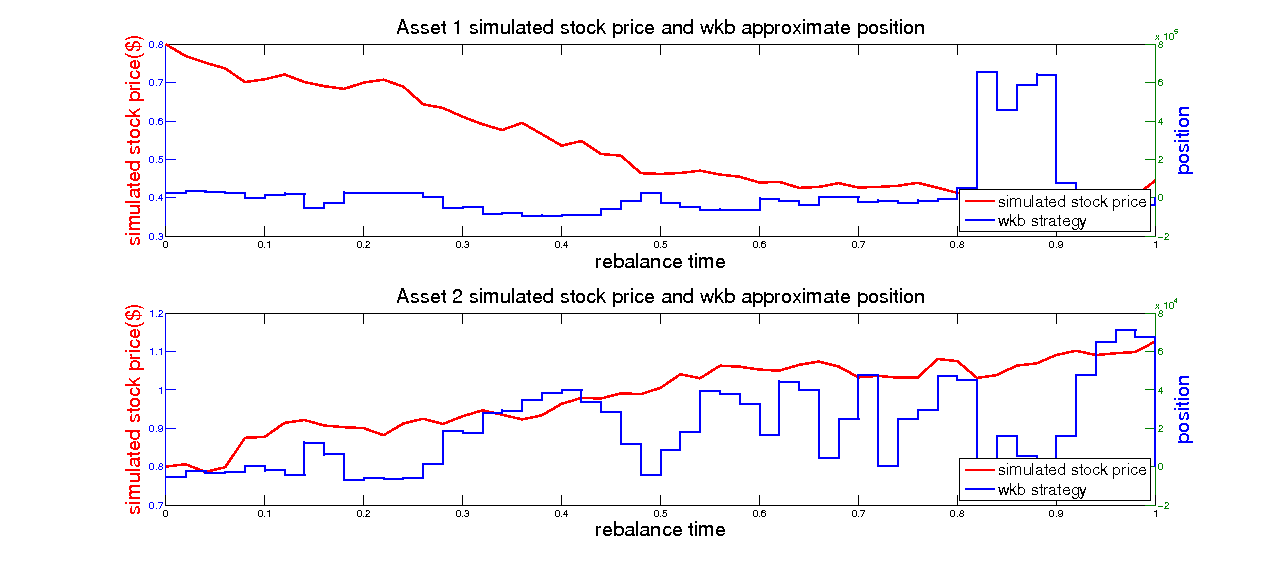 Asset 1 simulated stock price and wkb approximate position
x 10^5
simulated stock price($)
0.8
0.7
0.6
0.5
0.4
0.3
8
6
4
2
0
-2
position
simulated stock price
wkb strategy
0 0.1 0.2 0.3 0.4 0.5 0.6 0.7 0.8 0.9 1
rebalance time
Asset 2 simulated stock price and wkb approximate position
x 10^4
simulated stock price($)
1.2
1.1
1
0.9
0.8
0.7
8
6
4
2
0
-2
position
simulated stock price
wkb strategy
0 0.1 0.2 0.3 0.4 0.5 0.6 0.7 0.8 0.9 1
rebalance time